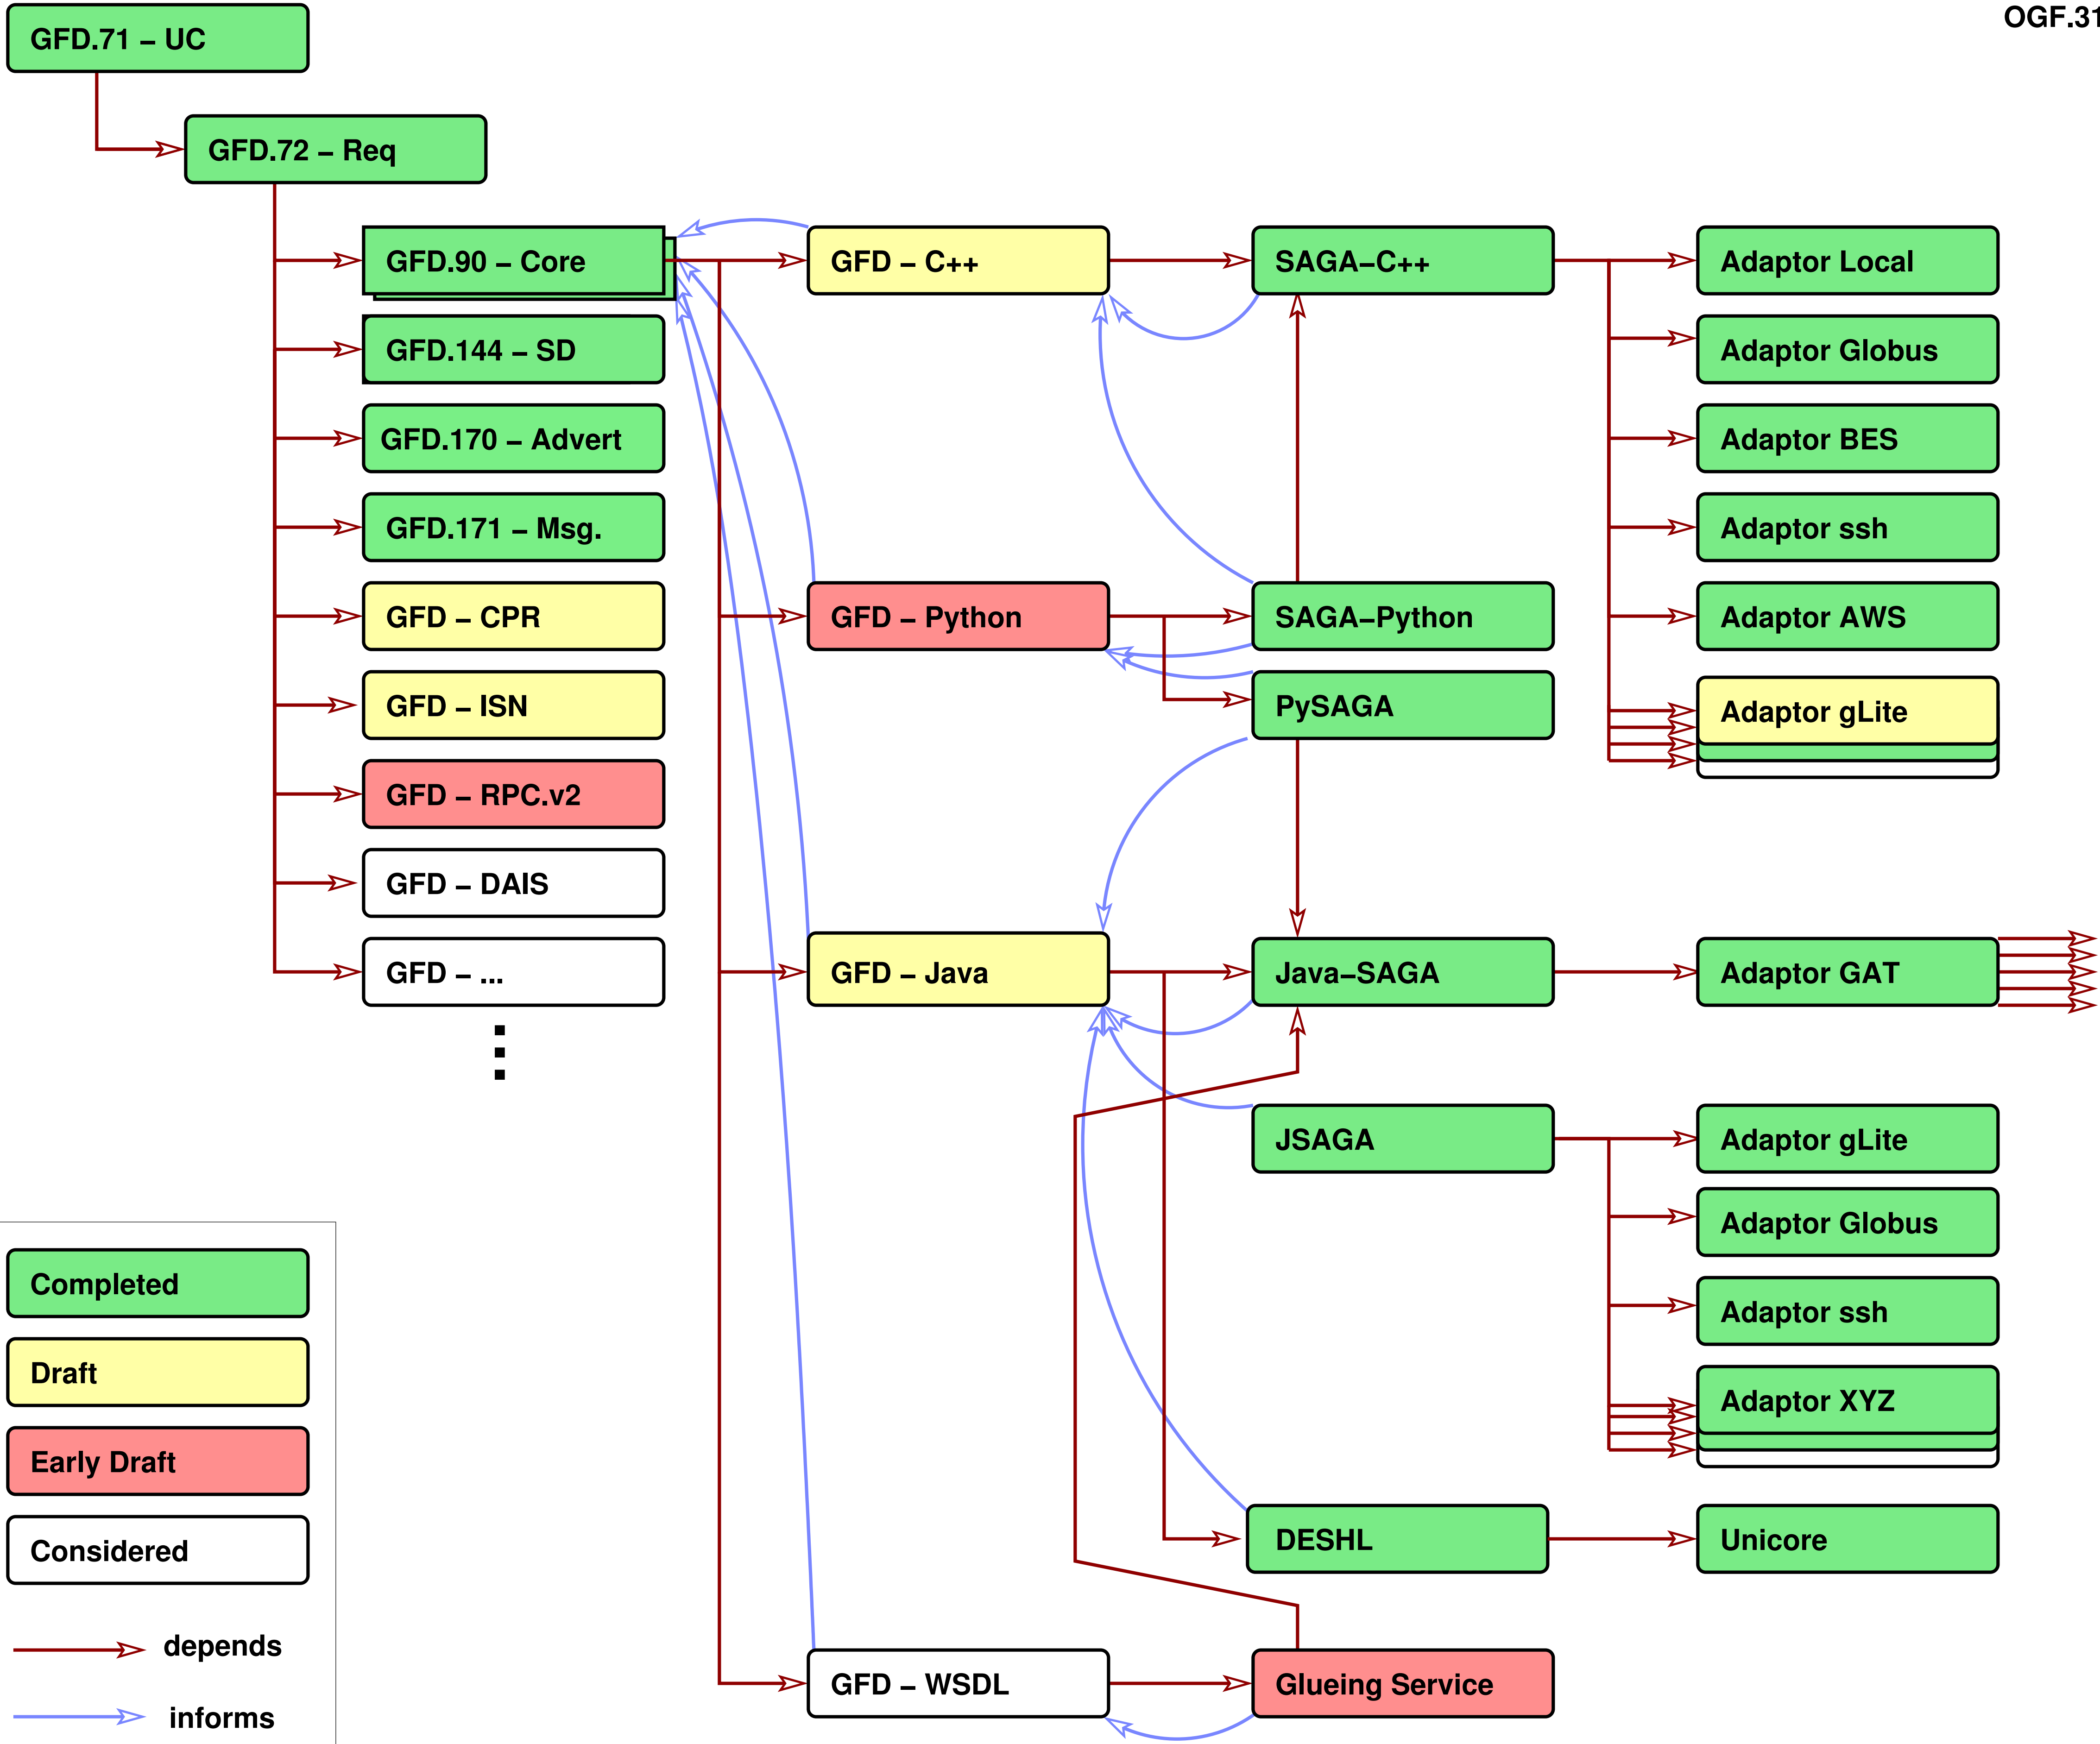 OGF.31
GFD.71 – UC
GFD.72 – Req
GFD.90 – Core
GFD – C++
SAGA–C++
Adaptor Local
GFD.144 – SD
Adaptor Globus
GFD.170 – Advert
Adaptor BES
GFD.171 – Msg.
Adaptor ssh
GFD – CPR
GFD – Python
SAGA–Python
Adaptor AWS
GFD – ISN
PySAGA
Adaptor gLite
GFD – RPC.v2
GFD – DAIS
GFD – ...
GFD – Java
Java–SAGA
Adaptor GAT
JSAGA
Adaptor gLite
Adaptor Globus
Adaptor ssh
Adaptor XYZ
DESHL
Unicore
GFD – WSDL
Glueing Service
Completed
Draft
Early Draft
Considered
depends
informs